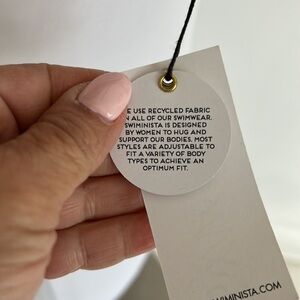 E USE RECYCLED FABRIC
N ALL OF OUR SWIMWEAR.
SWIMINISTA IS DESIGNED
BY WOMEN TO HUG AND
SUPPORT OUR BODIES. MOST
STYLES ARE ADJUSTABLE TO
FIT A VARIETY OF BODY
TYPES TO ACHIEVE AN
OPTIMUM FIT.
WIMINISTA.COM